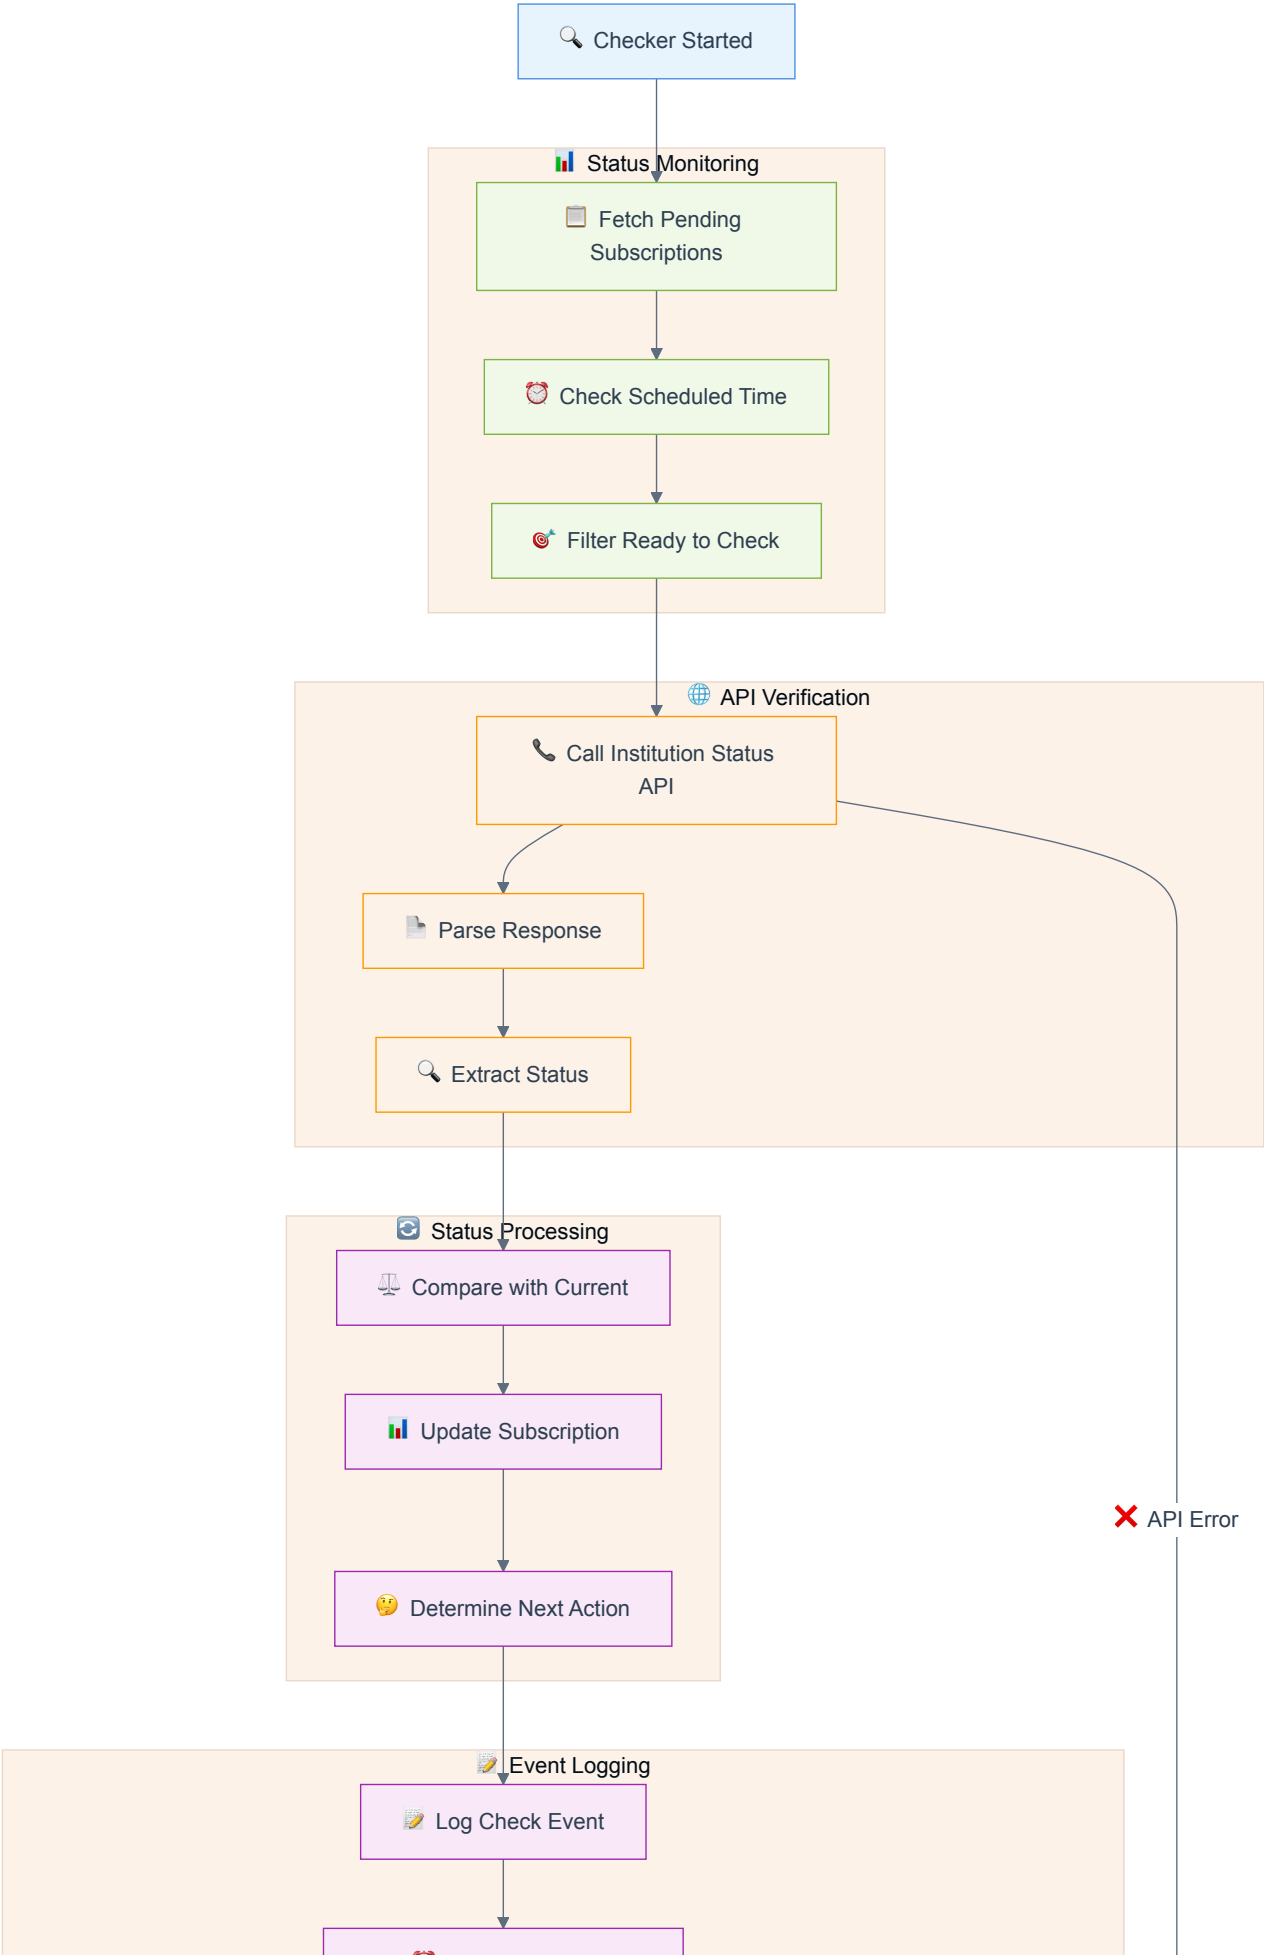 Checker Started
Status Monitoring
Fetch Pending
Subscriptions
Check Scheduled Time
Filter Ready to Check
API Verification
Call Institution Status
API
Parse Response
Extract Status
Status Processing
Compare with Current
Update Subscription
API Error
Determine Next Action
Event Logging
Log Check Event